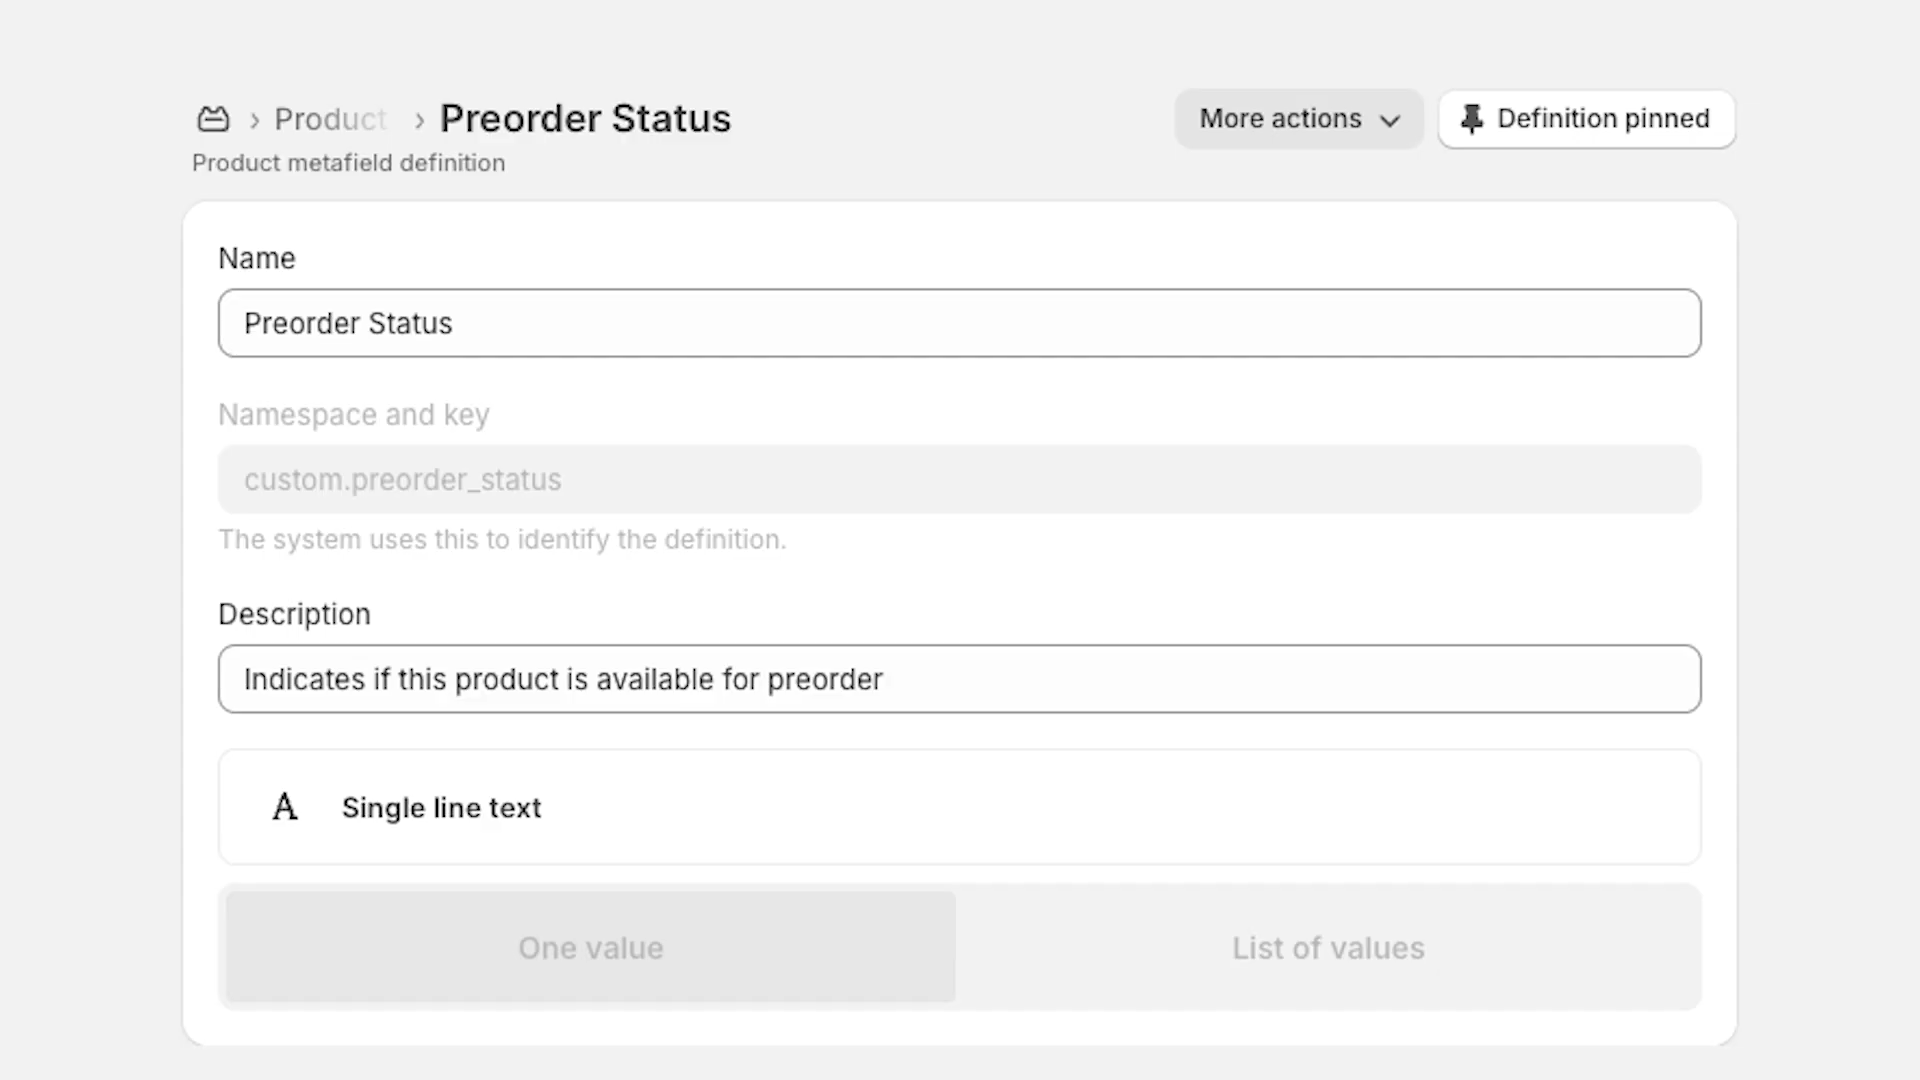 Product > Preorder Status
More actions
Definition pinned
Product metafield definition
Name
Preorder Status
Namespace and key
custom.preorder_status
The system uses this to identify the definition.
Description
Indicates if this product is available for preorder
Single line text
One value
List of values